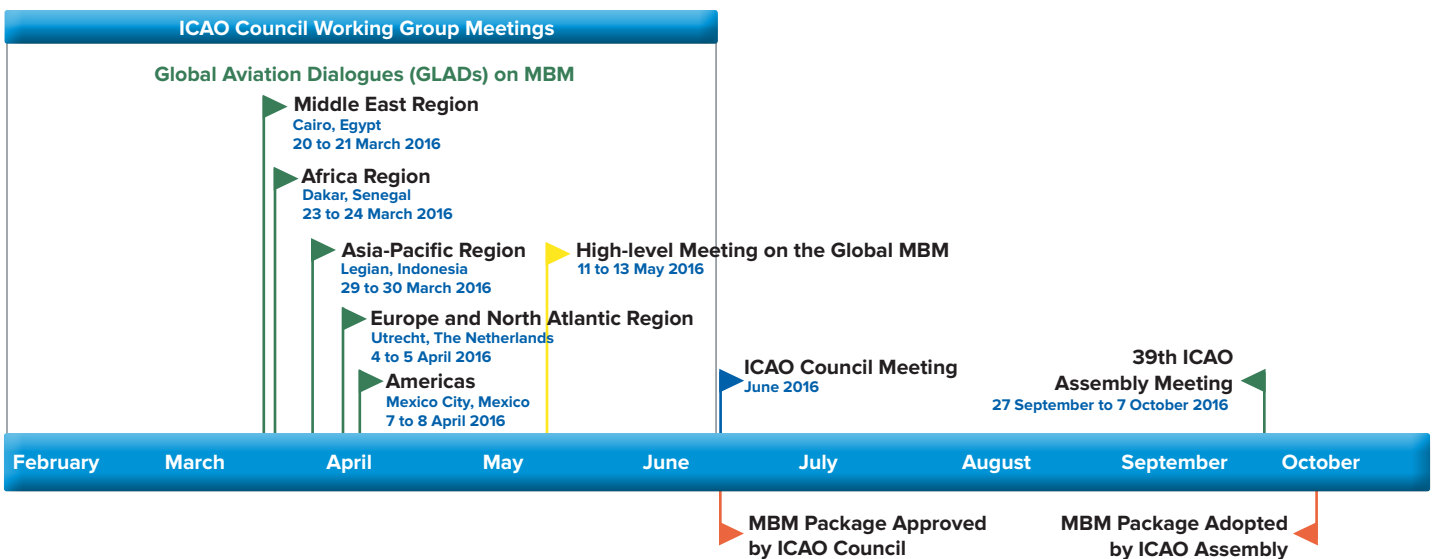 ICAO Council Working Group Meetings
Global Aviation Dialogues (GLADs) on MBM
Middle East Region
Cairo, Egypt
20 to 21 March 2016
Africa Region
Dakar, Senegal
23 to 24 March 2016
Asia-Pacific Region
Legian, Indonesia
29 to 30 March 2016
High-level Meeting on the Global MBM
11 to 13 May 2016
Europe and North Atlantic Region
Utrecht, The Netherlands
4 to 5 April 2016
Americas
Mexico City, Mexico
7 to 8 April 2016
ICAO Council Meeting
June 2016
39th ICAO
Assembly Meeting
27 September to 7 October 2016
February March April May June July August September October
MBM Package Approved
by ICAO Council
MBM Package Adopted
by ICAO Assembly